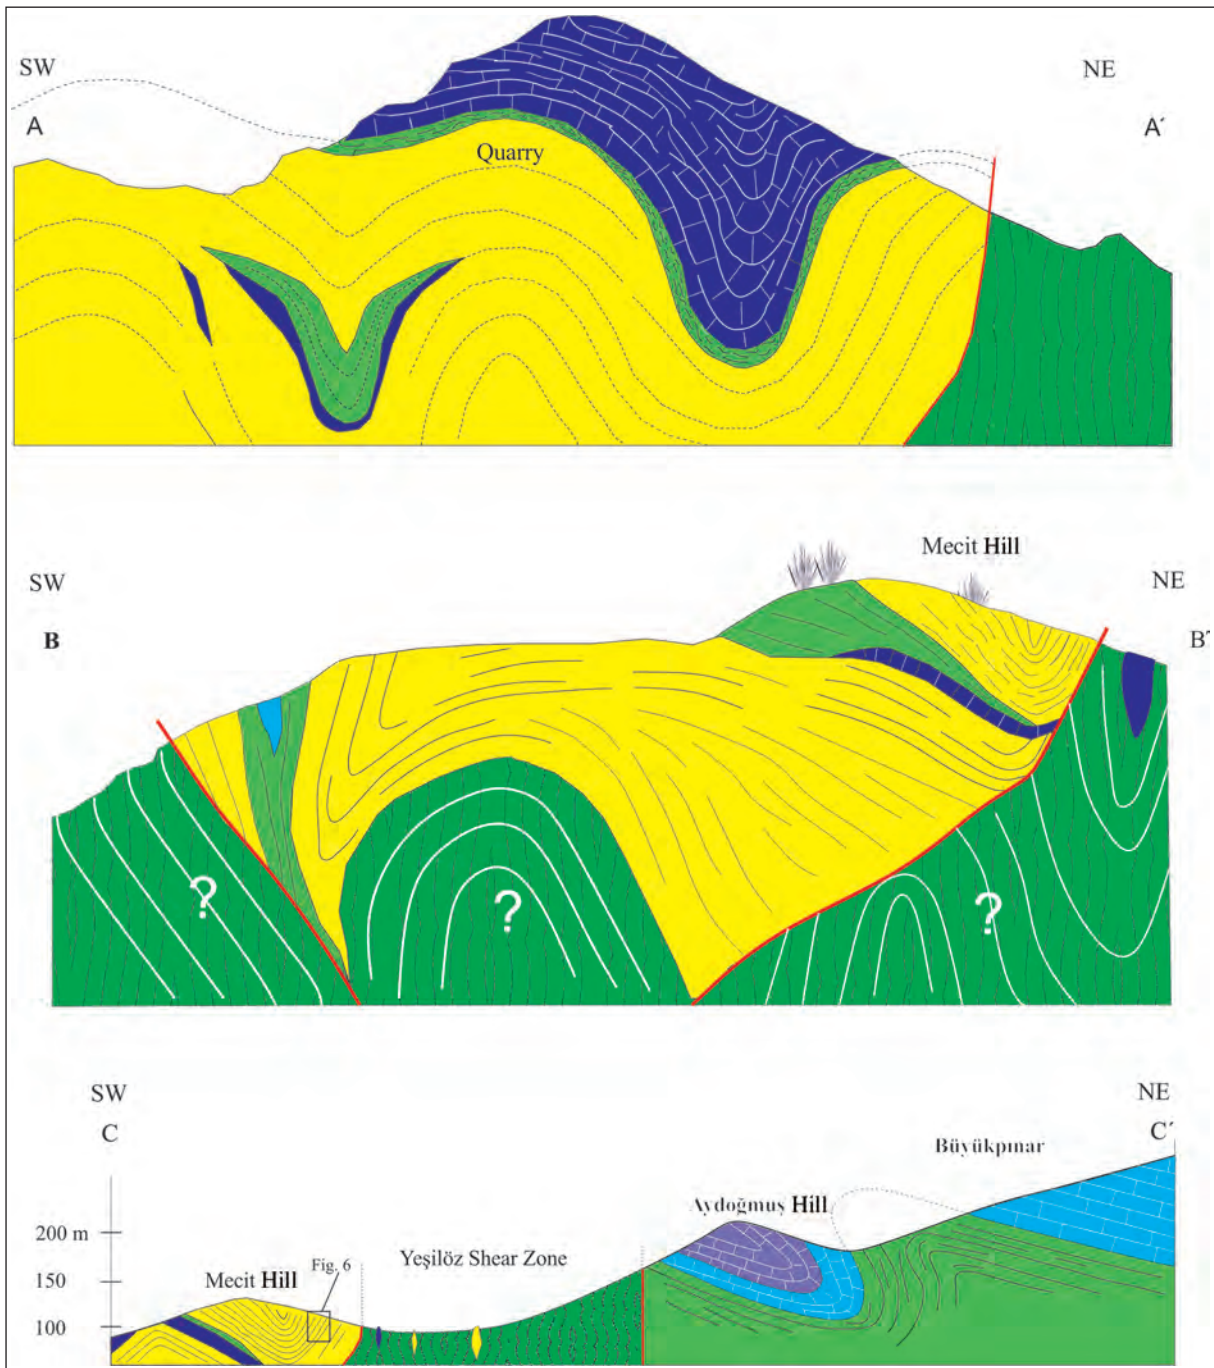 SW
NE
A
A´
Quarry
Mecit Hill
SW
NE
B
B´
?
?
?
SW
NE
C
C´
Büyükpınar
Aydoğmuş Hill
200 m
Yeşilöz Shear Zone
Fig. 6
150
Mecit Hill
100